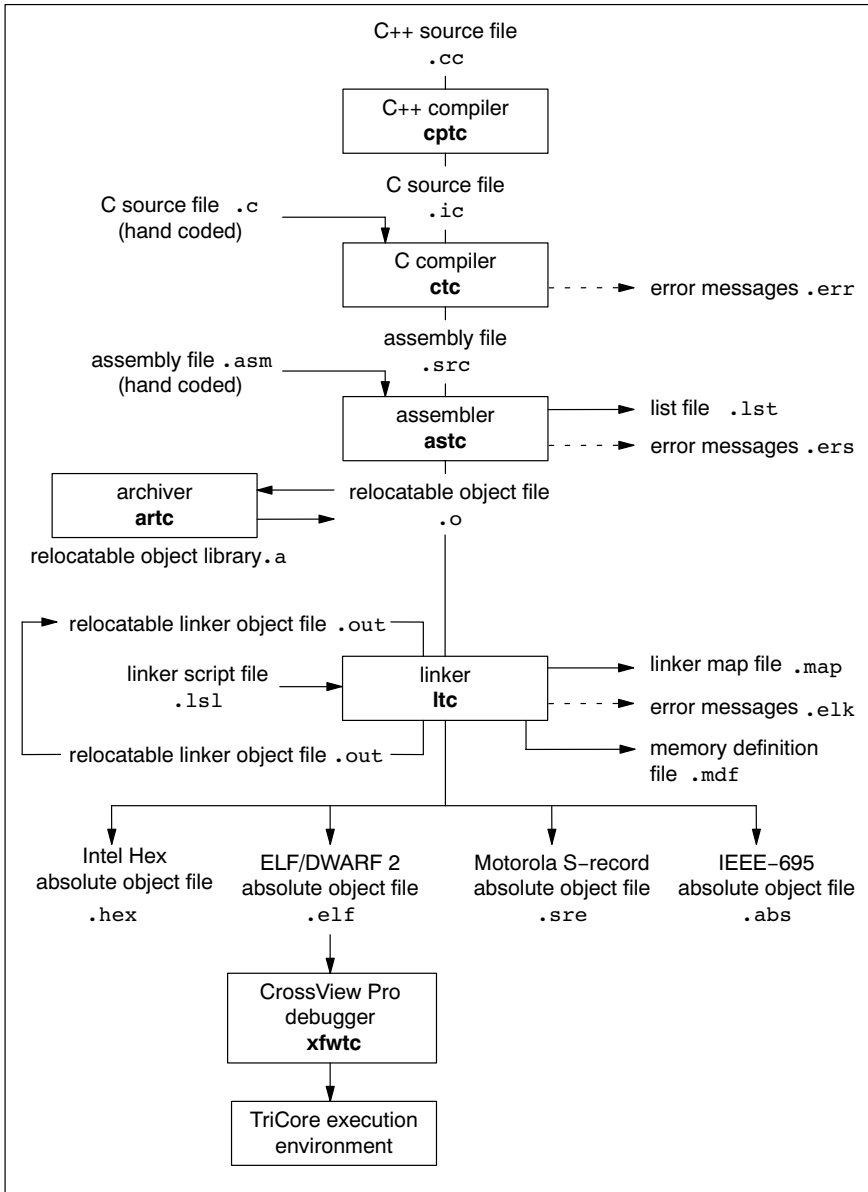 C++ source file
.cc
C++ compiler
cptc
C source file
.ic
C source file .c
(hand coded)
C compiler
ctc
error messages .err
assembly file
.src
assembly file .asm
(hand coded)
assembler
astc
list file .lst
error messages .ers
archiver
artc
relocatable object file
.o
relocatable object library.a
relocatable linker object file .out
linker script file
.lsl
linker
ltc
linker map file .map
error messages .elk
relocatable linker object file .out
memory definition
file .mdf
Intel Hex
absolute object file
.hex
ELF/DWARF 2
absolute object file
.elf
Motorola S−record
absolute object file
.sre
IEEE−695
absolute object file
.abs
CrossView Pro
debugger
xfwtc
TriCore execution
environment